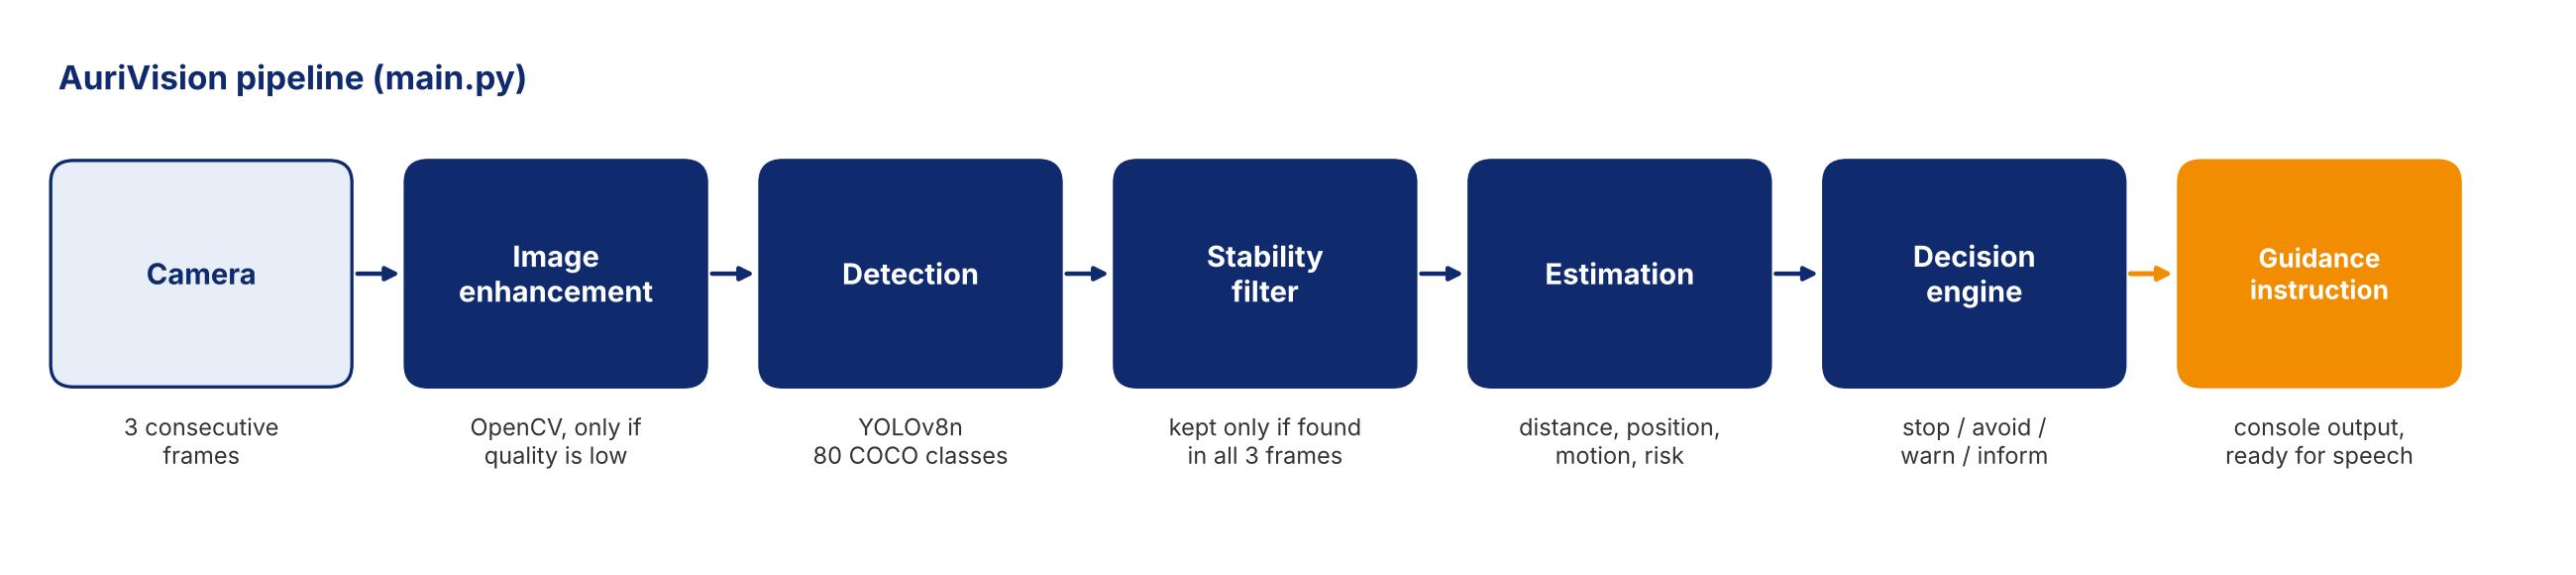 AuriVision pipeline (main.py)
Camera
3 consecutive
frames
Image
enhancement
OpenCV, only if
quality is low
Detection
YOLOv8n
80 COCO classes
Stability
filter
kept only if found
in all 3 frames
Estimation
distance, position,
motion, risk
Decision
engine
stop / avoid /
warn / inform
Guidance
instruction
console output,
ready for speech